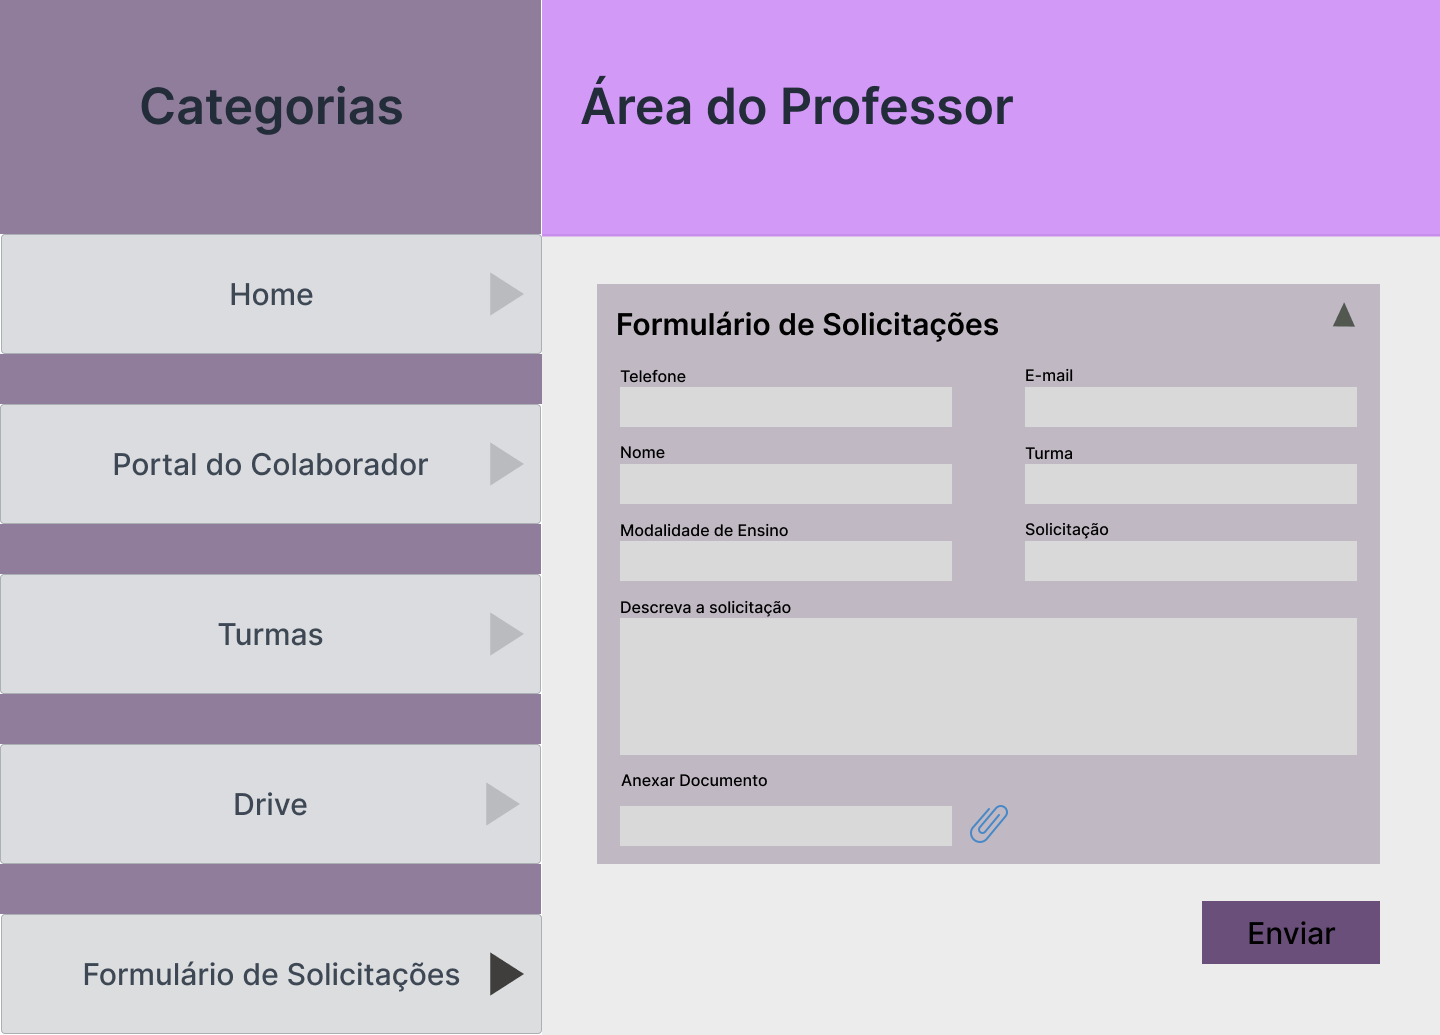 Categorias
Home
Portal do Colaborador
Turmas
Drive
Formulário de Solicitações
Área do Professor
Formulário de Solicitações
Telefone
E-mail
Nome
Turma
Modalidade de Ensino
Solicitação
Descreva a solicitação
Anexar Documento
Enviar